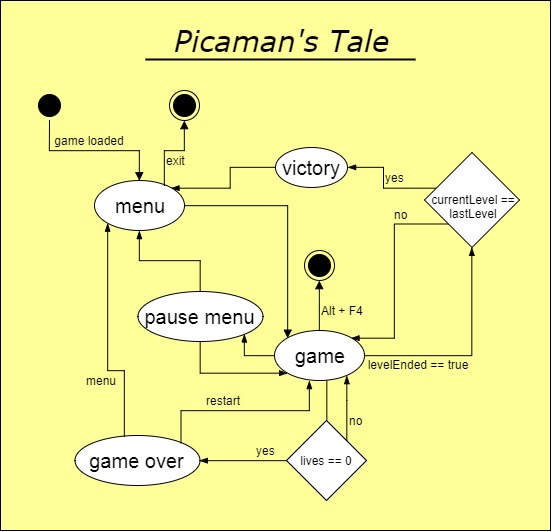 Picaman's Tale
game loaded
exit
victory
yes
currentLevel ==
lastLevel
menu
no
pause menu
Alt + F4
game
levelEnded == true
menu
restart
no
game over
yes
lives == 0